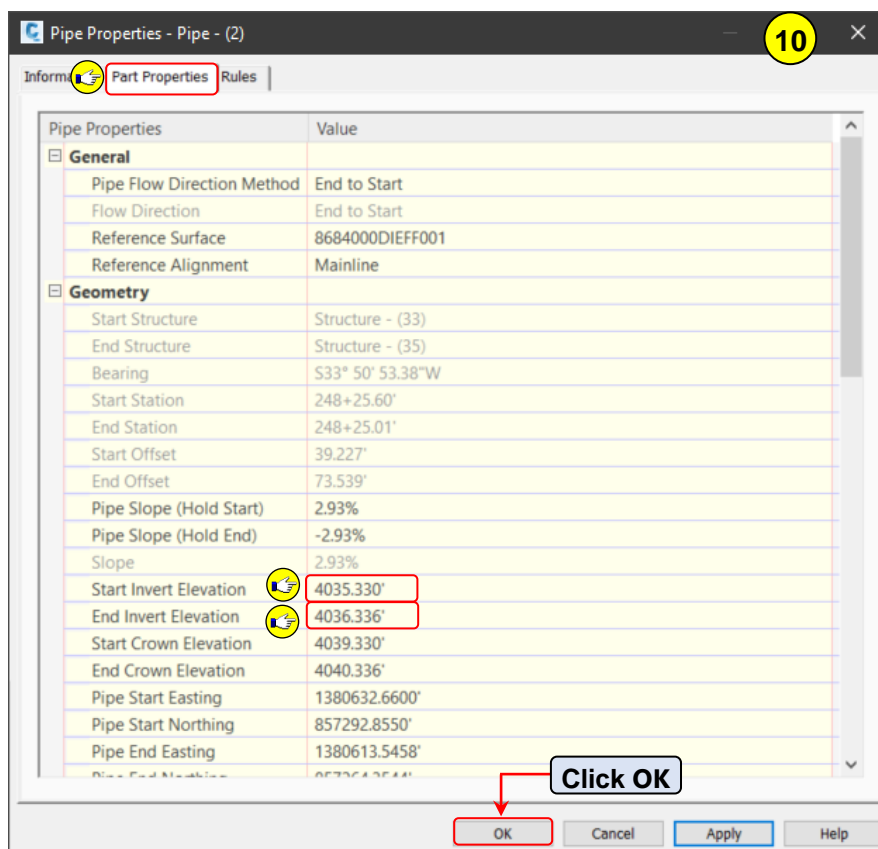 Pipe Properties - Pipe - (2)
10
Informa Part Properties Rules
Pipe Properties Value
General
Pipe Flow Direction Method End to Start
Flow Direction End to Start
Reference Surface 8684000DIEFF001
Reference Alignment Mainline
Geometry
Start Structure Structure - (33)
End Structure Structure - (35)
Bearing S33° 50' 53.38"W
Start Station 248+25.60'
End Station 248+25.01'
Start Offset 39.227'
End Offset 73.539'
Pipe Slope (Hold Start) 2.93%
Pipe Slope (Hold End) -2.93%
Slope 2.93%
Start Invert Elevation 4035.330'
End Invert Elevation 4036.336'
Start Crown Elevation 4039.330'
End Crown Elevation 4040.336'
Pipe Start Easting 1380632.6600'
Pipe Start Northing 857292.8550'
Pipe End Easting 1380613.5458'
Pipe End Northing
Click OK
OK Cancel Apply Help